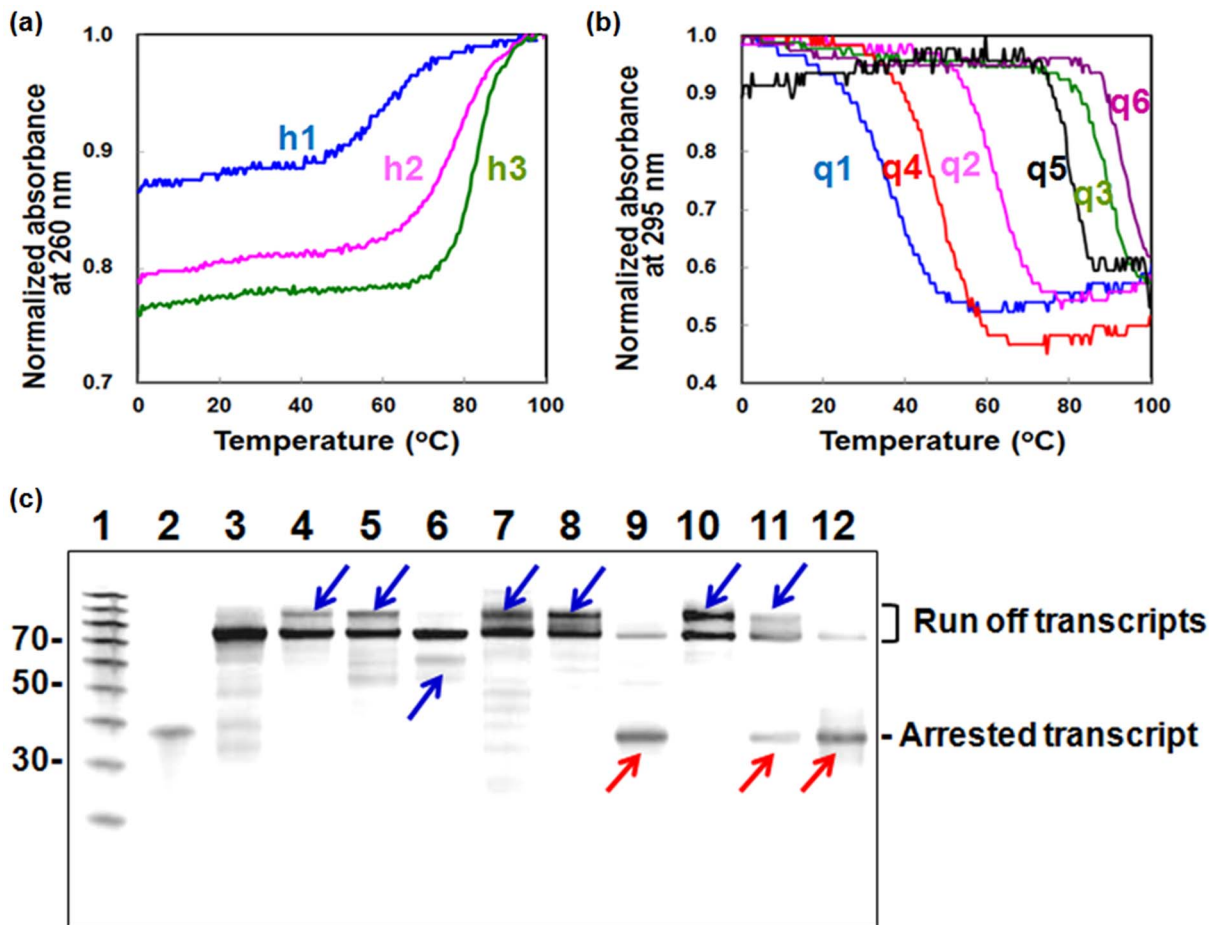 (a)
1.0
0.9
0.8
0.7
Normalized absorbance
at 260 nm
h1
h2
h3
0 20 40 60 80 100
Temperature (oC)
(b)
1.0
0.9
0.8
0.7
0.6
0.5
0.4
Normalized absorbance
at 295 nm
q1
q4
q2
q5
q3
q6
0 20 40 60 80 100
Temperature (oC)
(c)
1 2 3 4 5 6 7 8 9 10 11 12
70-
50-
30-
Run off transcripts
- Arrested transcript